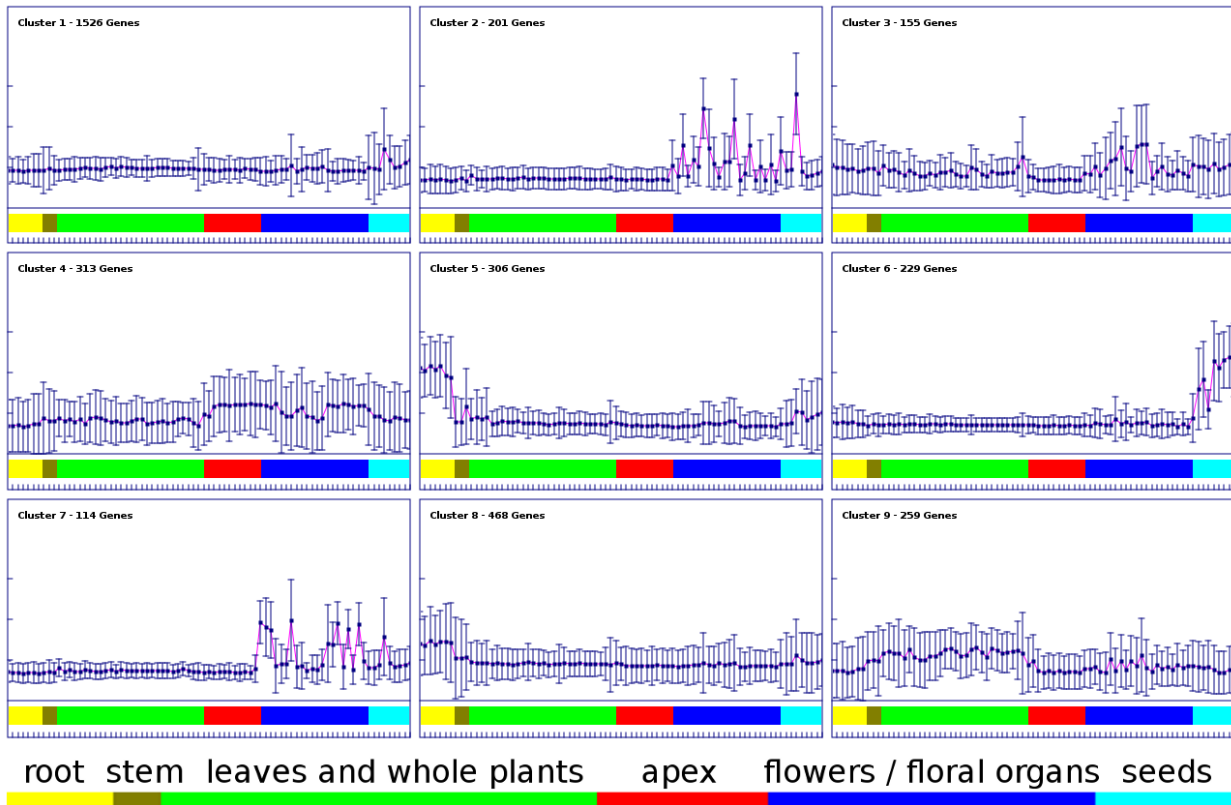 Cluster 1 - 1526 Genes
Cluster 2 - 201 Genes
Cluster 3 - 155 Genes
Cluster 4 - 313 Genes
Cluster 5 - 306 Genes
Cluster 6 - 229 Genes
Cluster 7 - 114 Genes
Cluster 8 - 468 Genes
Cluster 9 - 259 Genes
root stem leaves and whole plants apex flowers / floral organs seeds